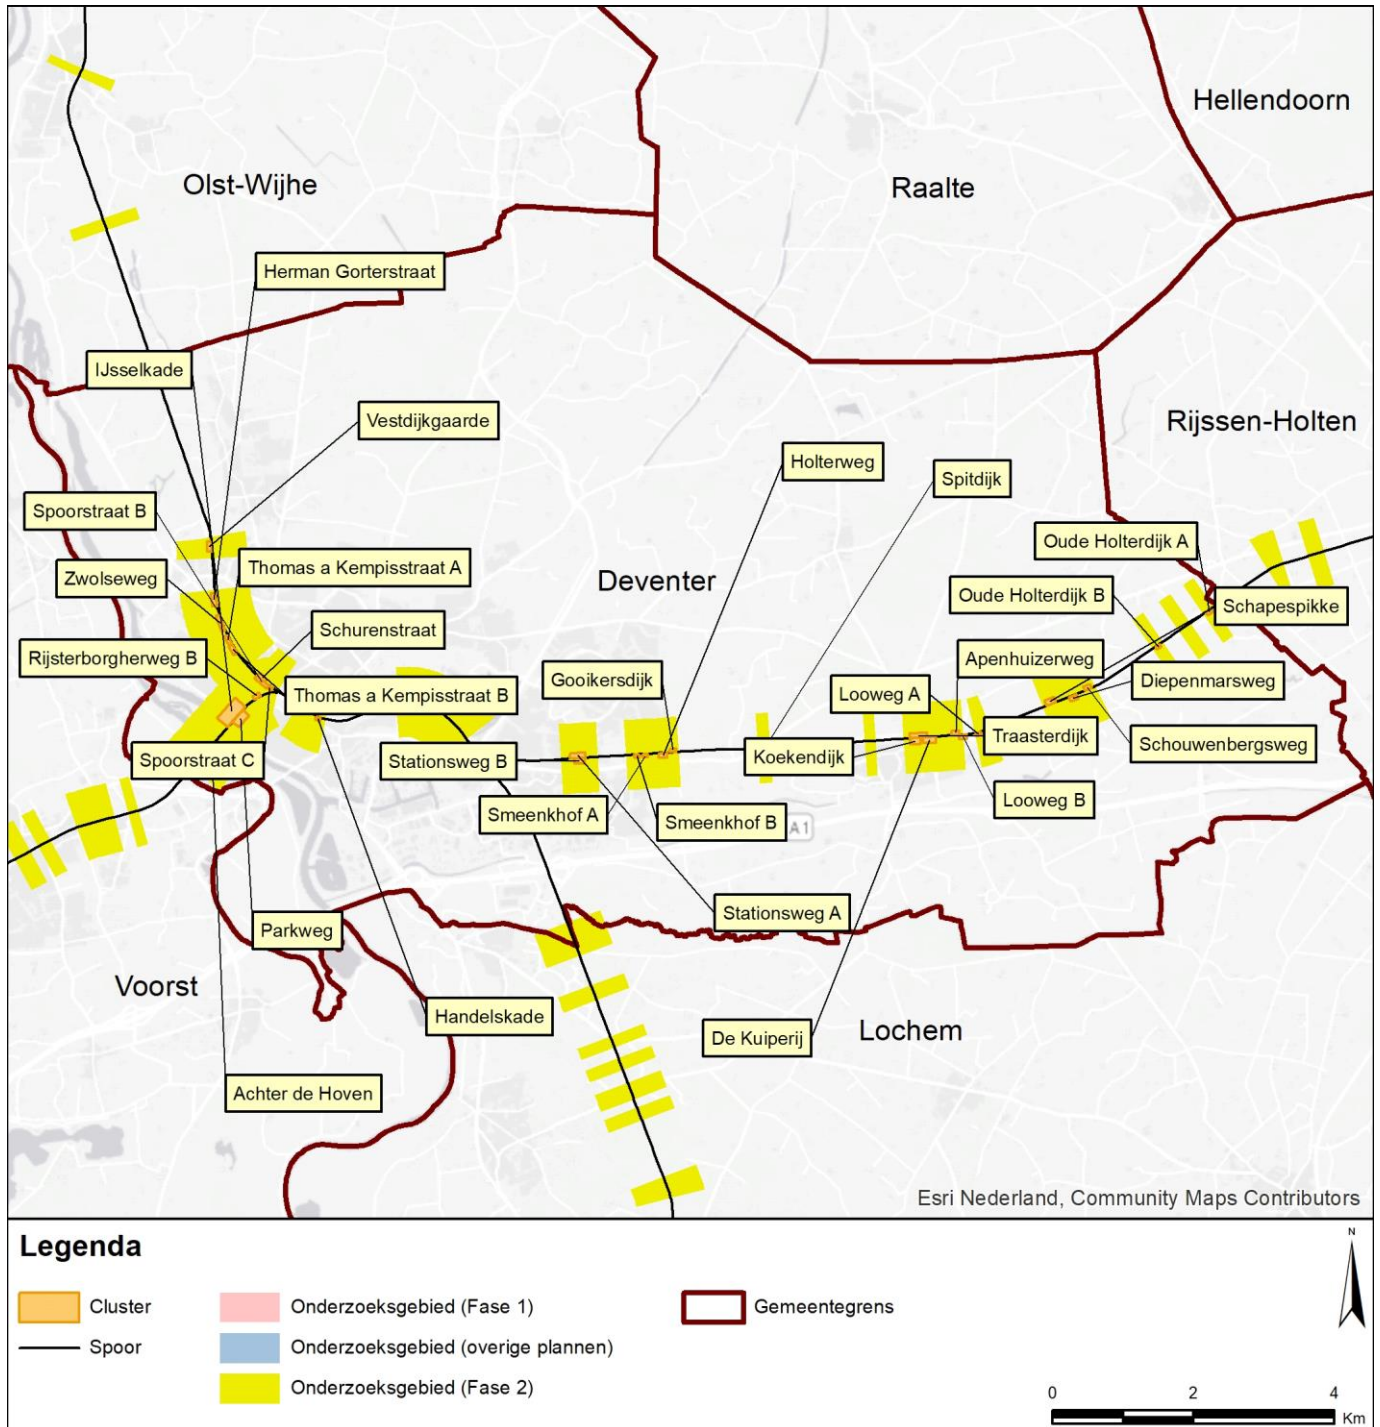 Hellendoorn
Olst-Wijhe
Raalte
Herman Gorterstraat
IJsselkade
Vestdijkgaarde
Rijssen-Holten
Holterweg
Spitdijk
Spoorstraat B
Oude Holterdijk A
Zwolseweg
Thomas a Kempisstraat A
Deventer
Oude Holterdijk B
Schapespikke
Schurenstraat
Rijsterborgherweg B
Apenhuizerweg
Gooikersdijk
Diepenmarsweg
Thomas a Kempisstraat B
Looweg A
Traasterdijk
Schouwenbergsweg
Spoorstraat C
Stationsweg B
Koekendijk
Looweg B
Smeenkhof A
Smeenkhof B
A1
Stationsweg A
Parkweg
Voorst
Handelskade
De Kuiperij
Lochem
Achter de Hoven
Esri Nederland, Community Maps Contributors
Legenda
N
Cluster
Onderzoeksgebied (Fase 1)
Gemeentegrens
Spoor
Onderzoeksgebied (overige plannen)
Onderzoeksgebied (Fase 2)
0 2 4
Km